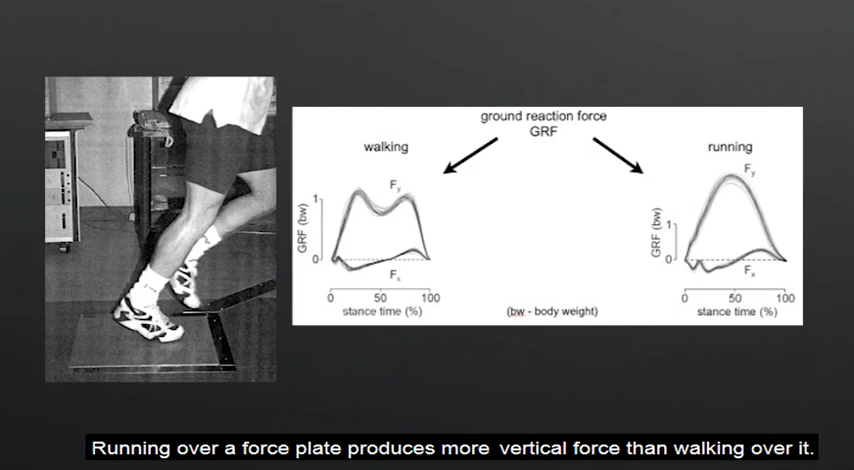 ground reaction force
GRF
walking
running
Fy
Fy
1
GRF (bw)
0
Fx
0 50 100
stance time (%)
(bw - body weight)
1
GRF (bw)
0
Fx
0 50 100
stance time (%)
Running over a force plate produces more vertical force than walking over it.